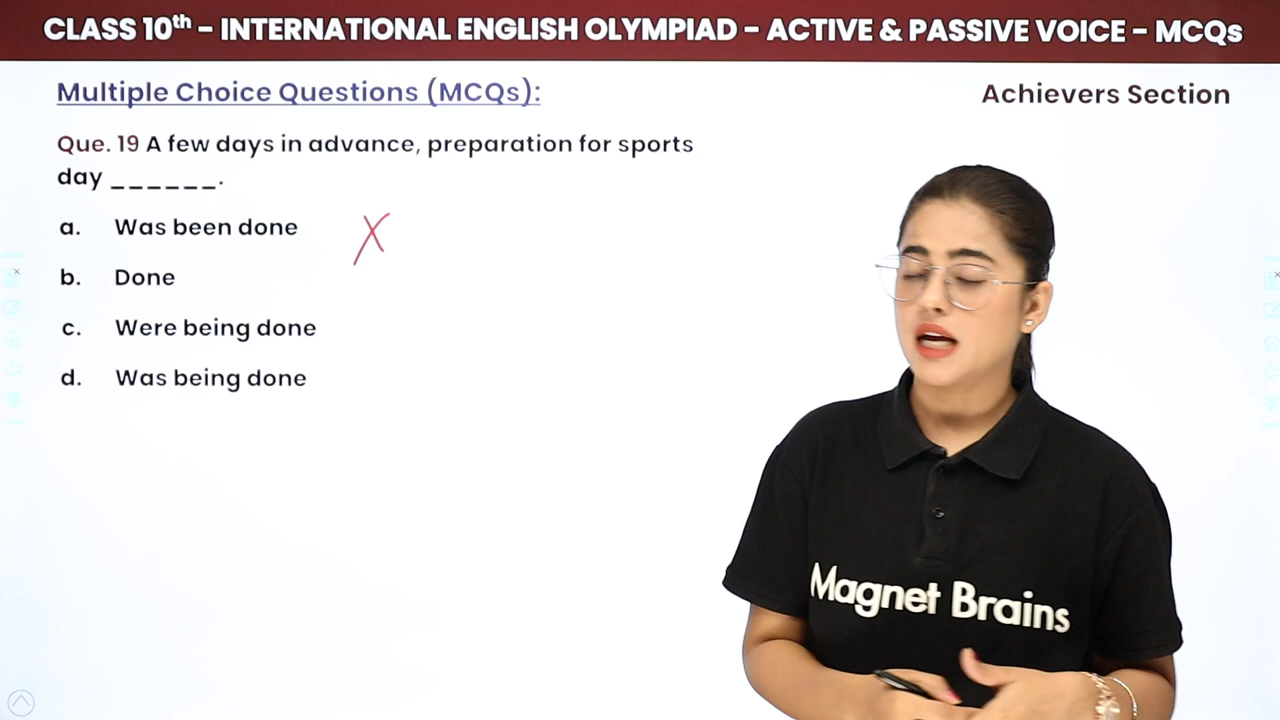 CLASS 10th – INTERNATIONAL ENGLISH OLYMPIAD – ACTIVE & PASSIVE VOICE – MCQs
Multiple Choice Questions (MCQs):
Achievers Section
Que. 19 A few days in advance, preparation for sports
day ______.
a. Was been done
b. Done
c. Were being done
d. Was being done
Magnet Brains